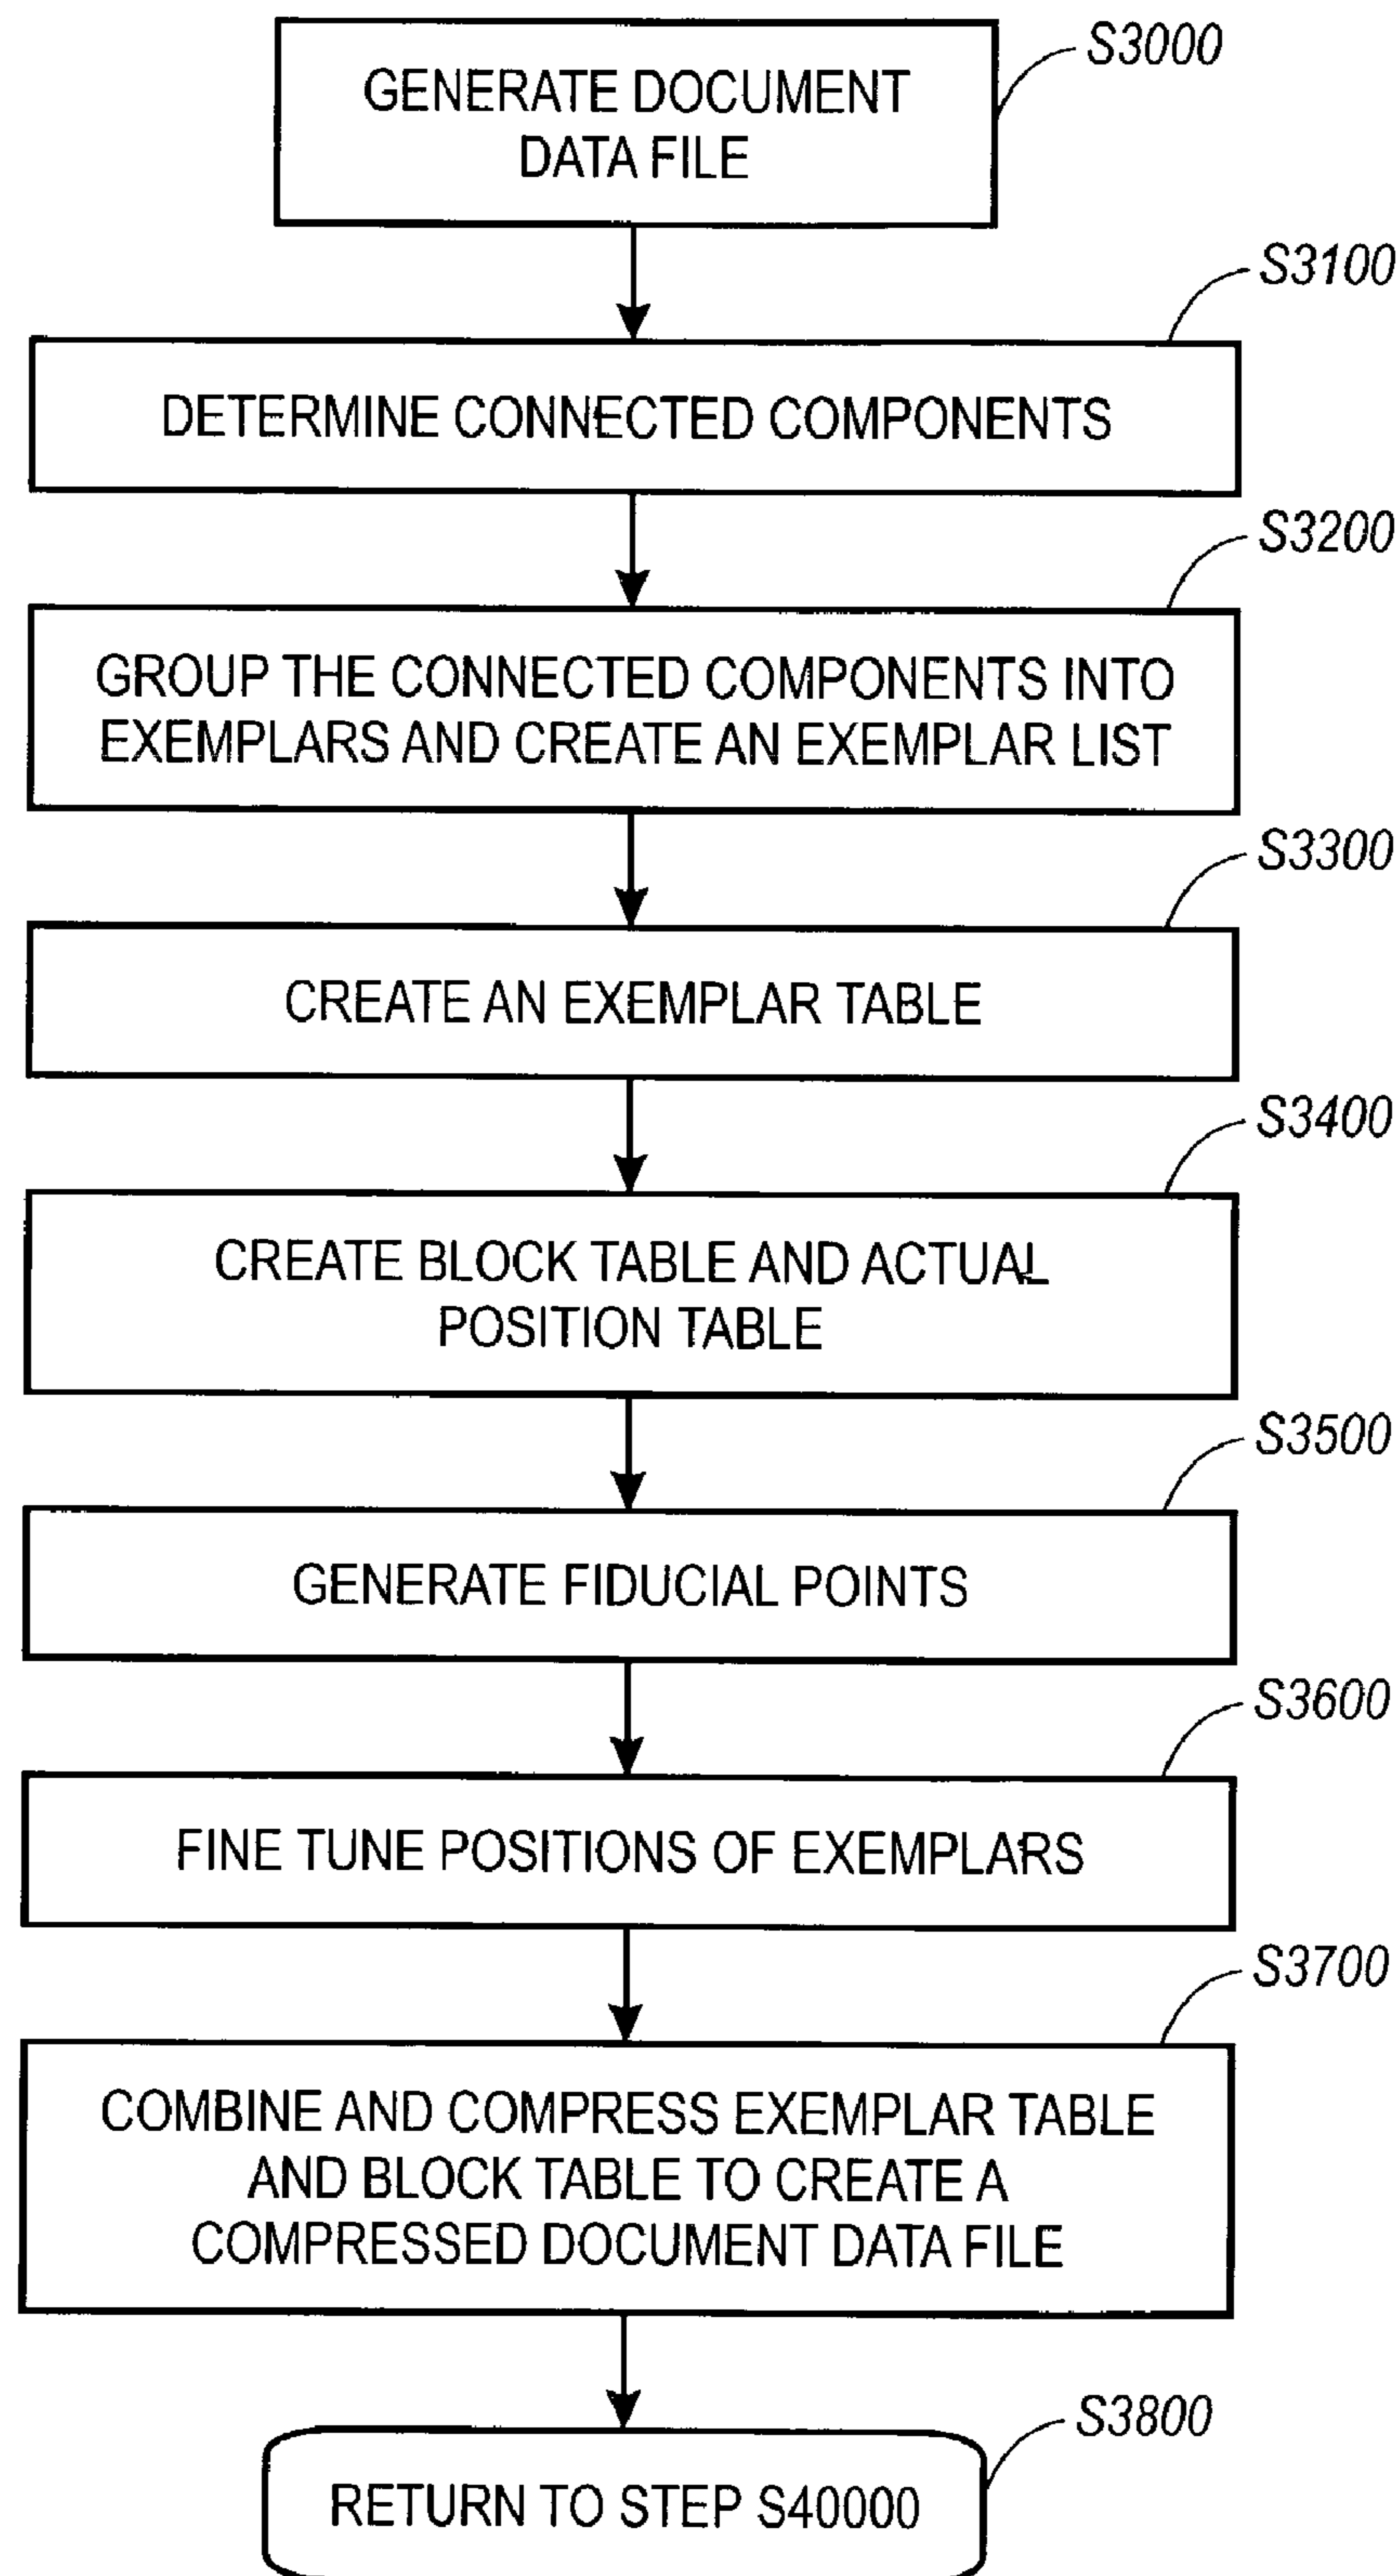 GENERATE DOCUMENT
DATA FILE
S3000
DETERMINE CONNECTED COMPONENTS
S3100
GROUP THE CONNECTED COMPONENTS INTO
EXEMPLARS AND CREATE AN EXEMPLAR LIST
S3200
CREATE AN EXEMPLAR TABLE
S3300
CREATE BLOCK TABLE AND ACTUAL
POSITION TABLE
S3400
GENERATE FIDUCIAL POINTS
S3500
FINE TUNE POSITIONS OF EXEMPLARS
S3600
COMBINE AND COMPRESS EXEMPLAR TABLE
AND BLOCK TABLE TO CREATE A
COMPRESSED DOCUMENT DATA FILE
S3700
RETURN TO STEP S40000
S3800